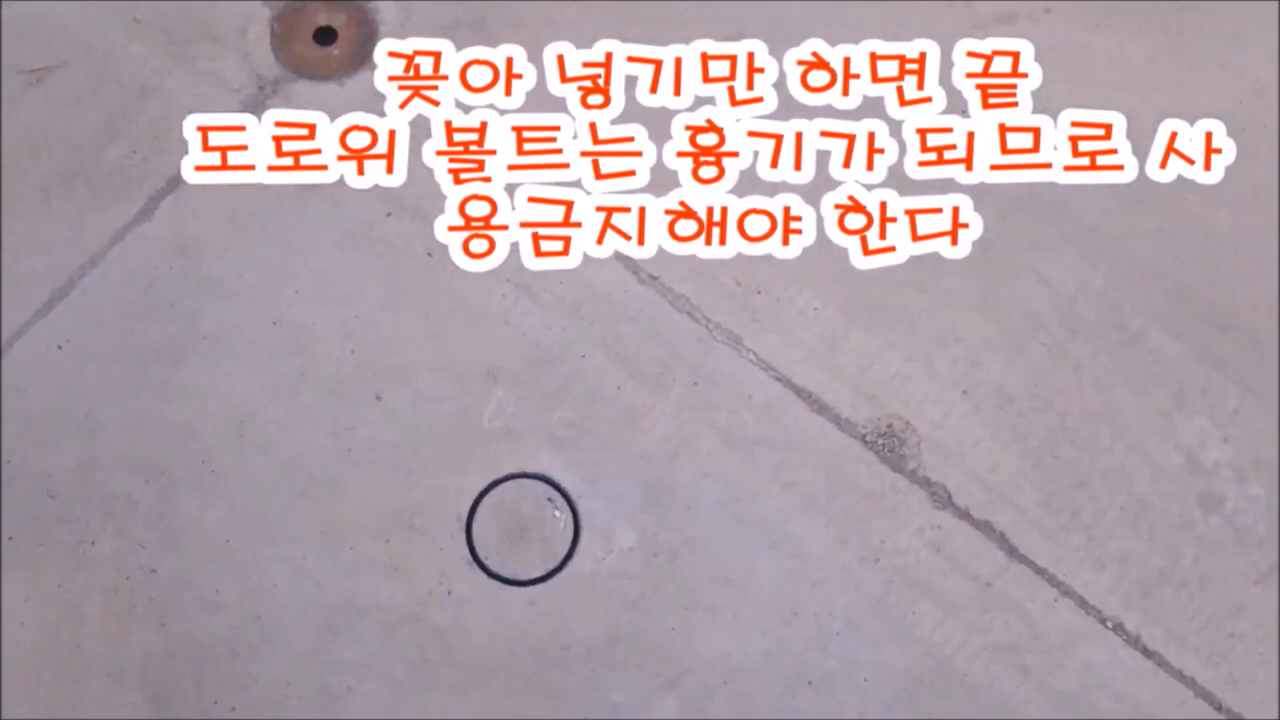 꽂아 넣기만 하면 끝
도로위 볼트는 흉기가 되므로 사
용금지해야 한다